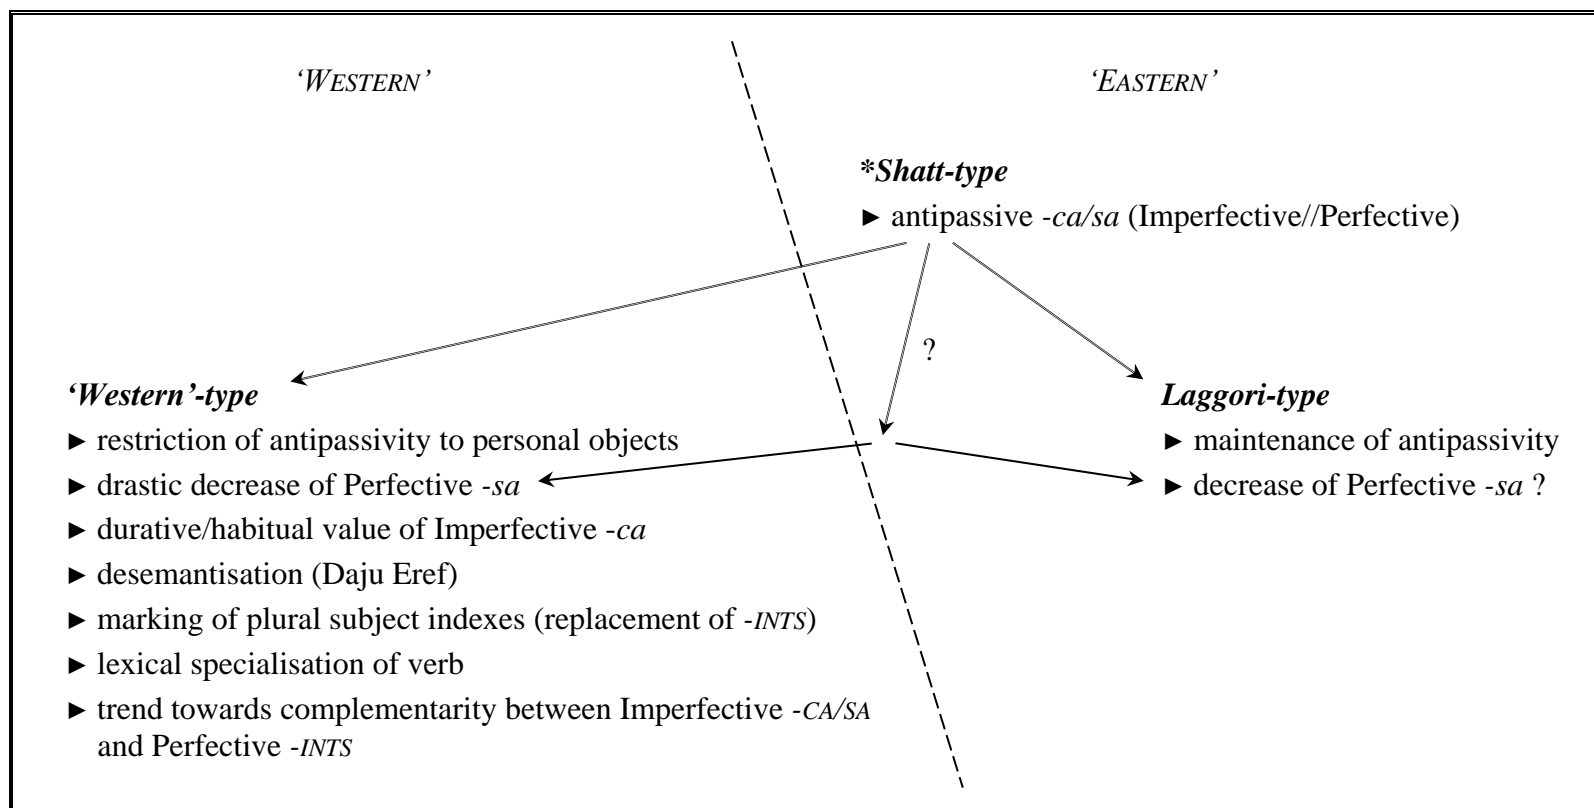 ‘WESTERN’
‘EASTERN’
*Shatt-type
► antipassive -ca/sa (Imperfective//Perfective)
?
‘Western’-type
► restriction of antipassivity to personal objects
► drastic decrease of Perfective -sa
► durative/habitual value of Imperfective -ca
► desemantisation (Daju Eref)
► marking of plural subject indexes (replacement of -INTS)
► lexical specialisation of verb
► trend towards complementarity between Imperfective -CA/SA
and Perfective -INTS
Laggori-type
► maintenance of antipassivity
► decrease of Perfective -sa ?